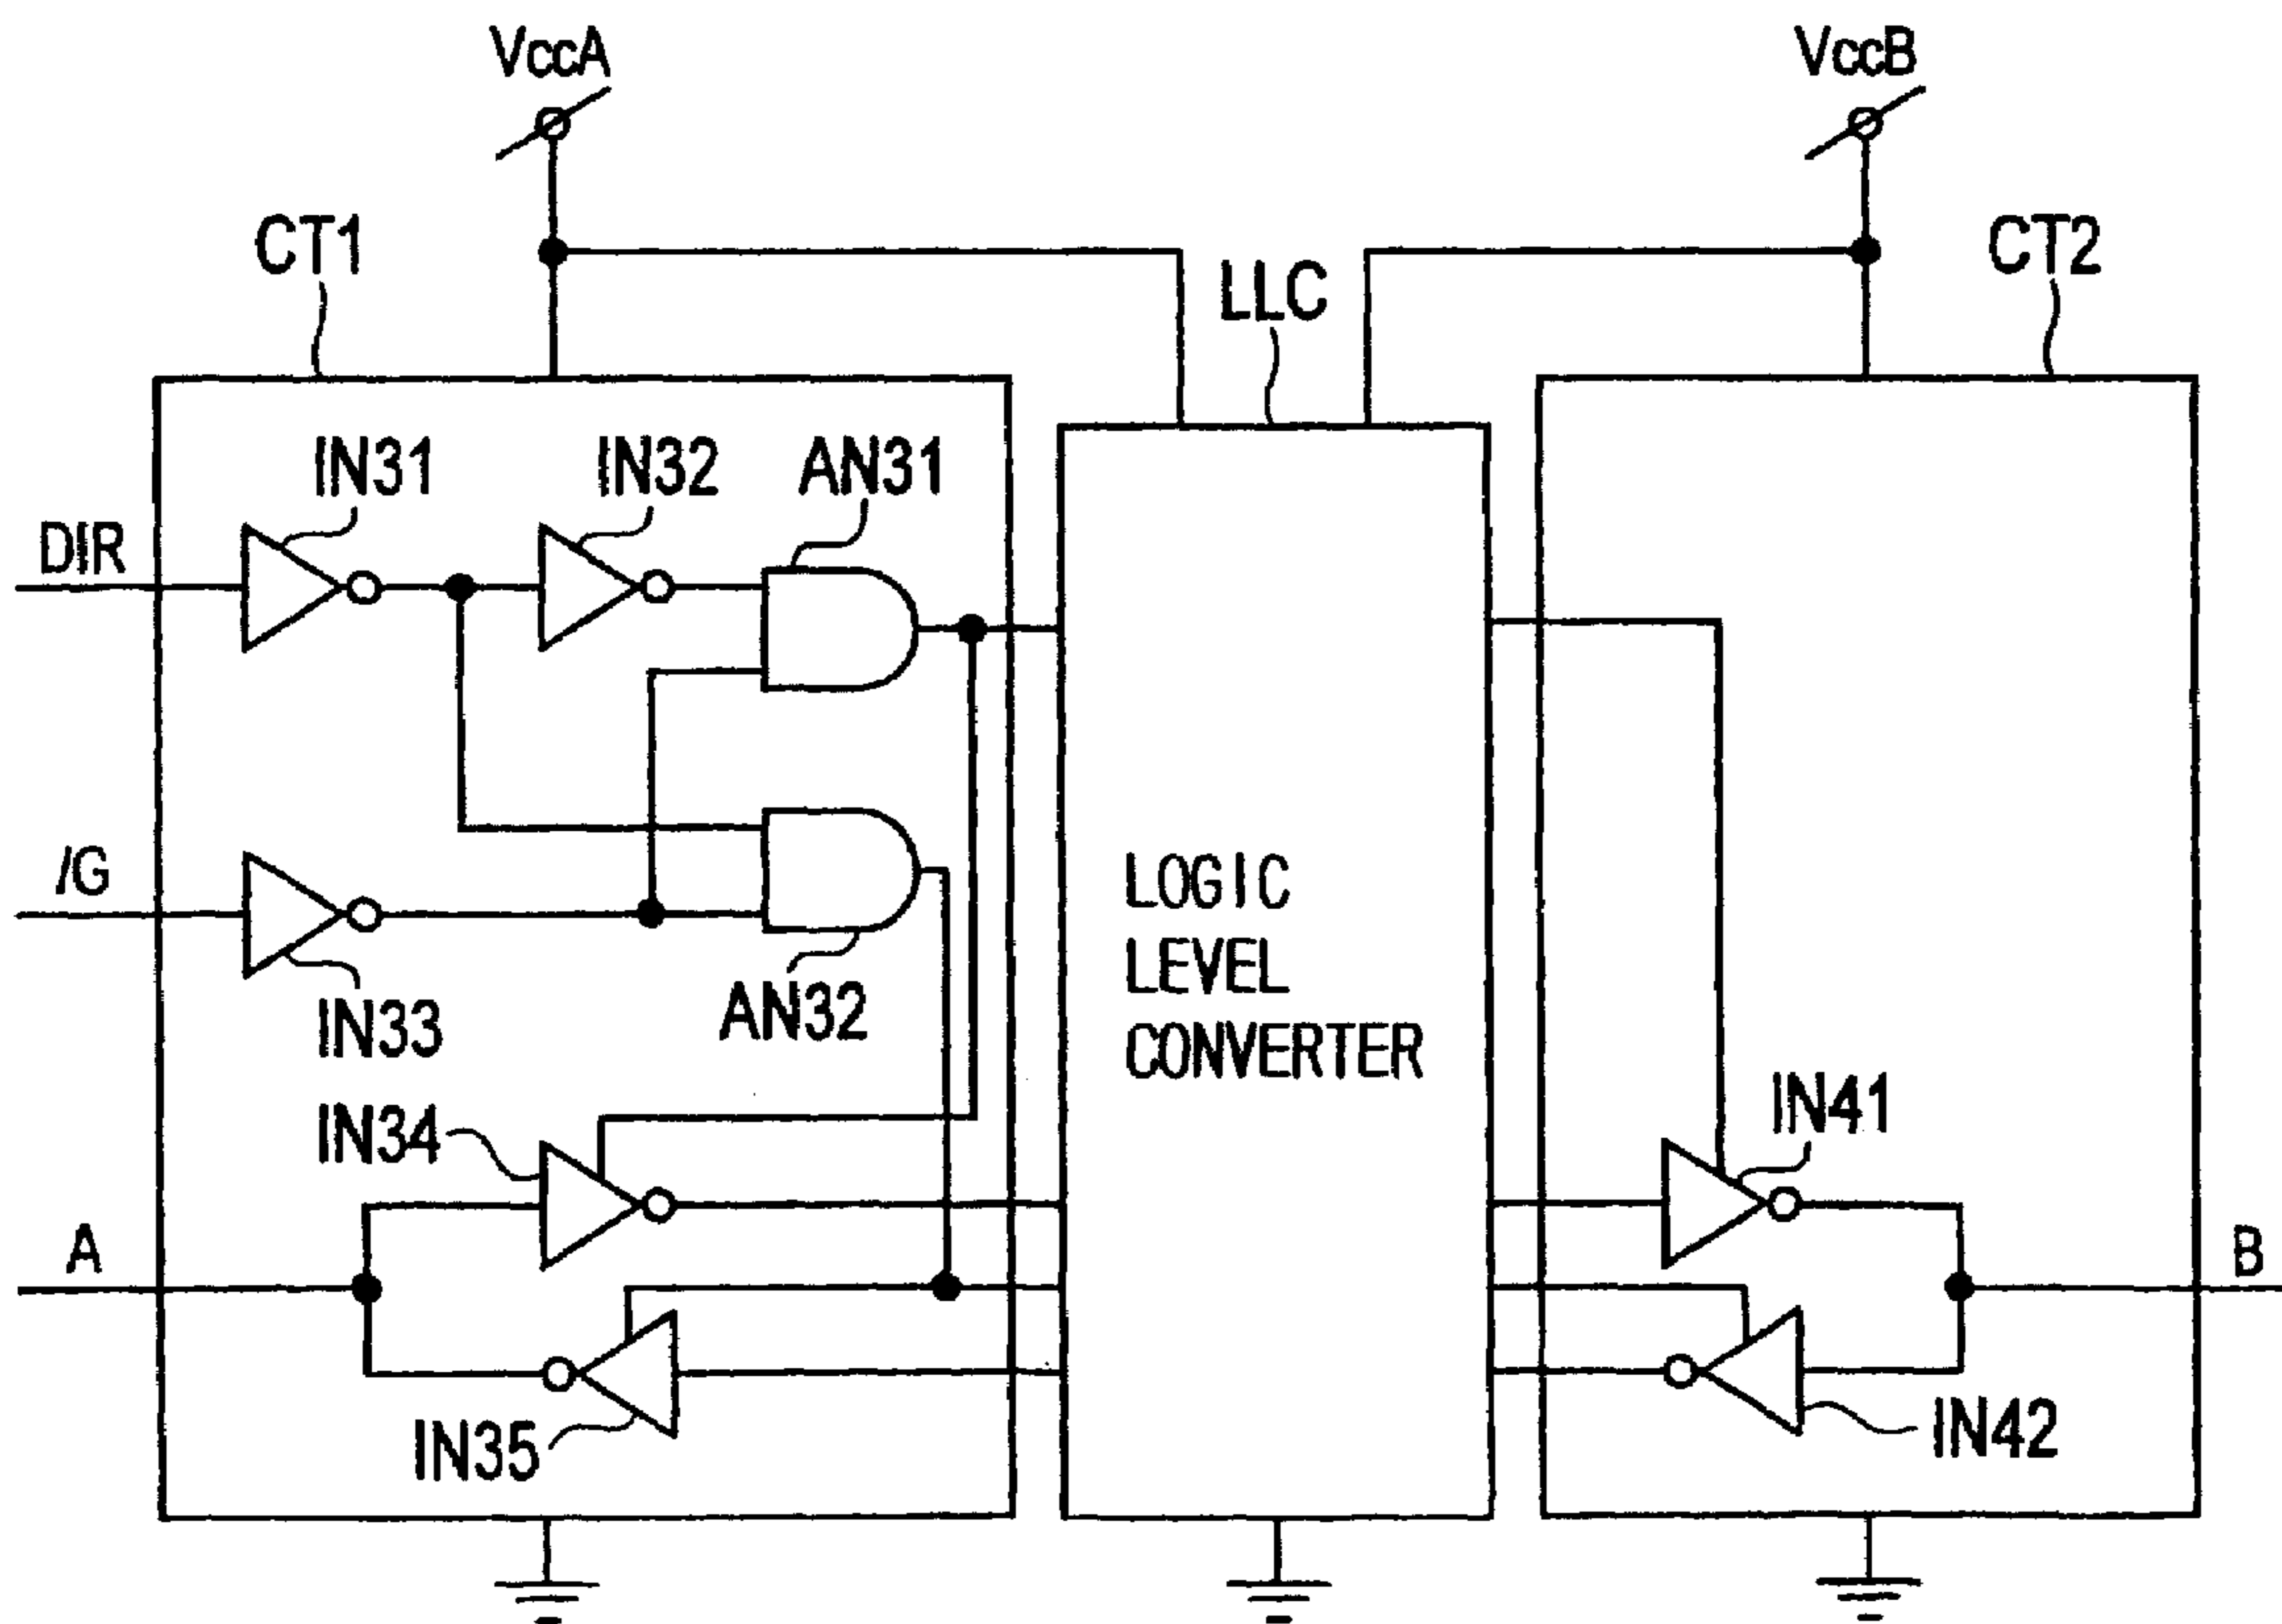 VccA
VccB
CT1
LLC
CT2
IN31
IN32
AN31
DIR
/G
IN33
AN32
LOGIC
LEVEL
CONVERTER
IN34
IN41
A
B
IN35
IN42